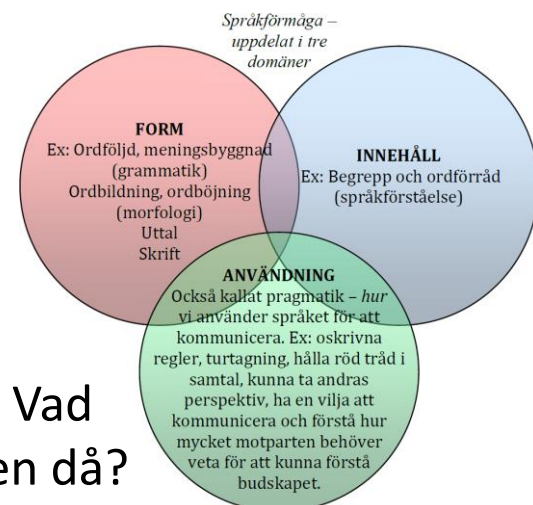 Språkförmåga –
uppdelat i tre
domäner
FORM
Ex: Ordföljd, meningsbyggnad
(grammatik)
Ordbildning, ordböjning
(morfologi)
Uttal
Skrift
INNEHÅLL
Ex: Begrepp och ordförråd
(språkförståelse)
ANVÄNDNING
Också kallat pragmatik – hur
vi använder språket för att
kommunicera. Ex: oskrivna
regler, turtagning, hålla röd tråd i
samtal, kunna ta andras
perspektiv, ha en vilja att
kommunicera och förstå hur
mycket motparten behöver
veta för att kunna förstå
budskapet.
Vad
en då?